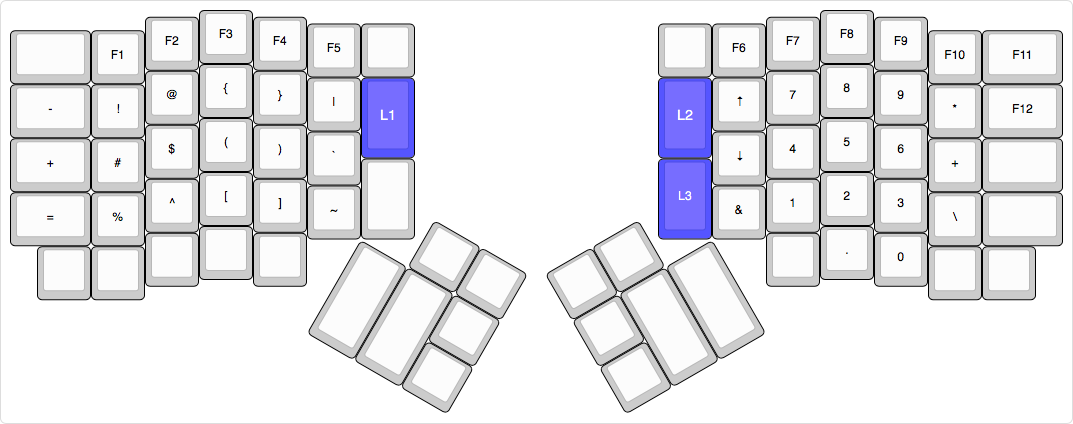 F1 F2 F3 F4 F5
- ! @ { } | L1
+ # $ ( ) `
= % ^ [ ] ~
F6 F7 F8 F9 F10 F11
L2 ↑ 7 8 9 * F12
↓ 4 5 6 +
L3 & 1 2 3 \
. 0